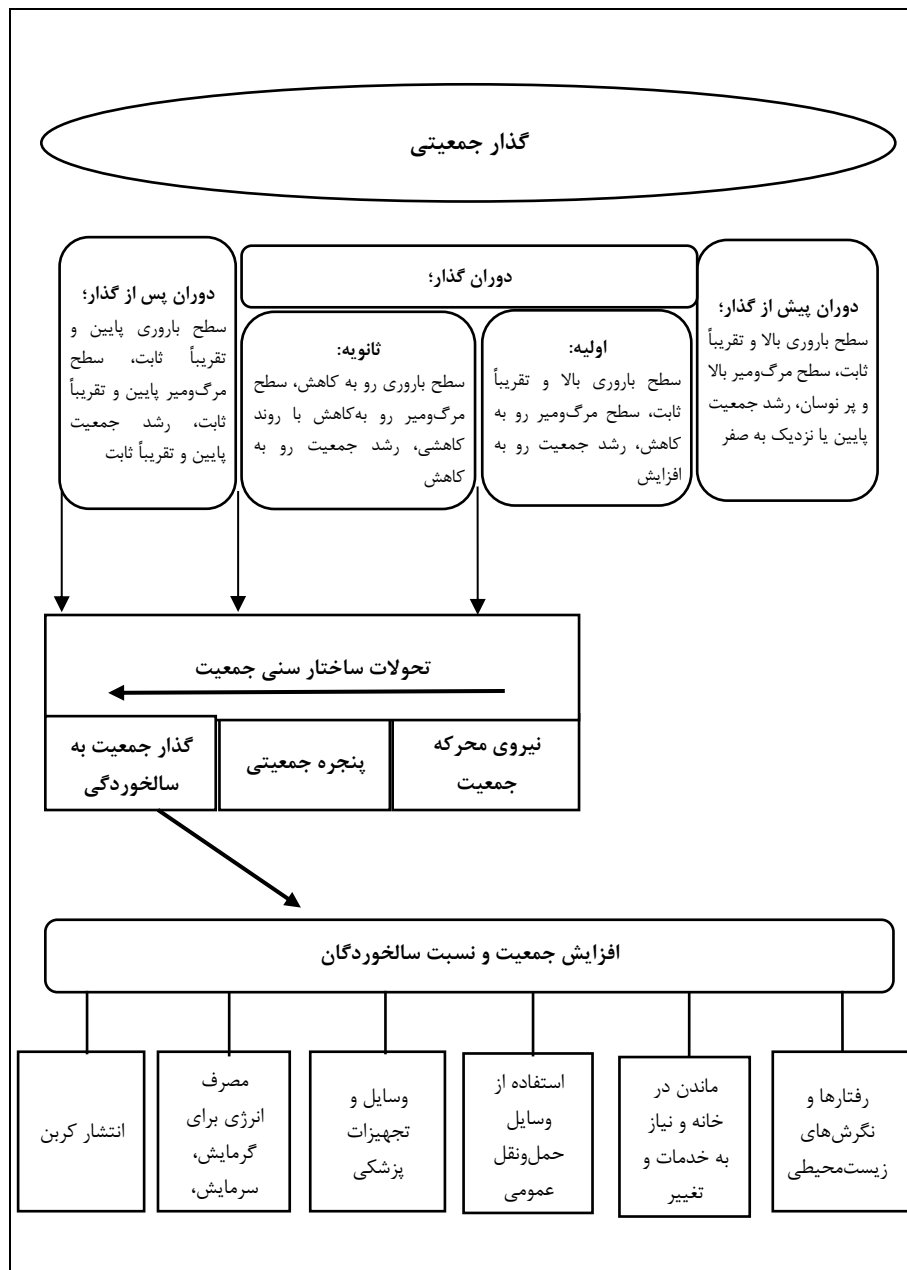 گذار جمعیتی
دوران پیش از گذار؛
سطح باروری بالا و تقریباً
ثابت، سطح مرگ‌ومیر بالا
و پر نوسان، رشد جمعیت
پایین یا نزدیک به صفر
دوران گذار؛
اولیه:
سطح باروری بالا و تقریباً
ثابت، سطح مرگ‌ومیر رو به
کاهش، رشد جمعیت رو به
افزایش
ثانویه:
سطح باروری رو به کاهش، سطح
مرگ‌ومیر رو به‌کاهش با روند
کاهشی، رشد جمعیت رو به
کاهش
دوران پس از گذار؛
سطح باروری پایین و
تقریباً ثابت، سطح
مرگ‌ومیر پایین و تقریباً
ثابت، رشد جمعیت
پایین و تقریباً ثابت
تحولات ساختار سنی جمعیت
نیروی محرکه
جمعیت
پنجره جمعیتی
گذار جمعیت به
سالخوردگی
افزایش جمعیت و نسبت سالخوردگان
رفتارها و
نگرش‌های
زیست‌محیطی
ماندن در
خانه و نیاز
به خدمات و
تغییر
استفاده از
وسایل
حمل‌ونقل
عمومی
وسایل و
تجهیزات
پزشکی
مصرف
انرژی برای
گرمایش،
سرمایش،
انتشار کربن